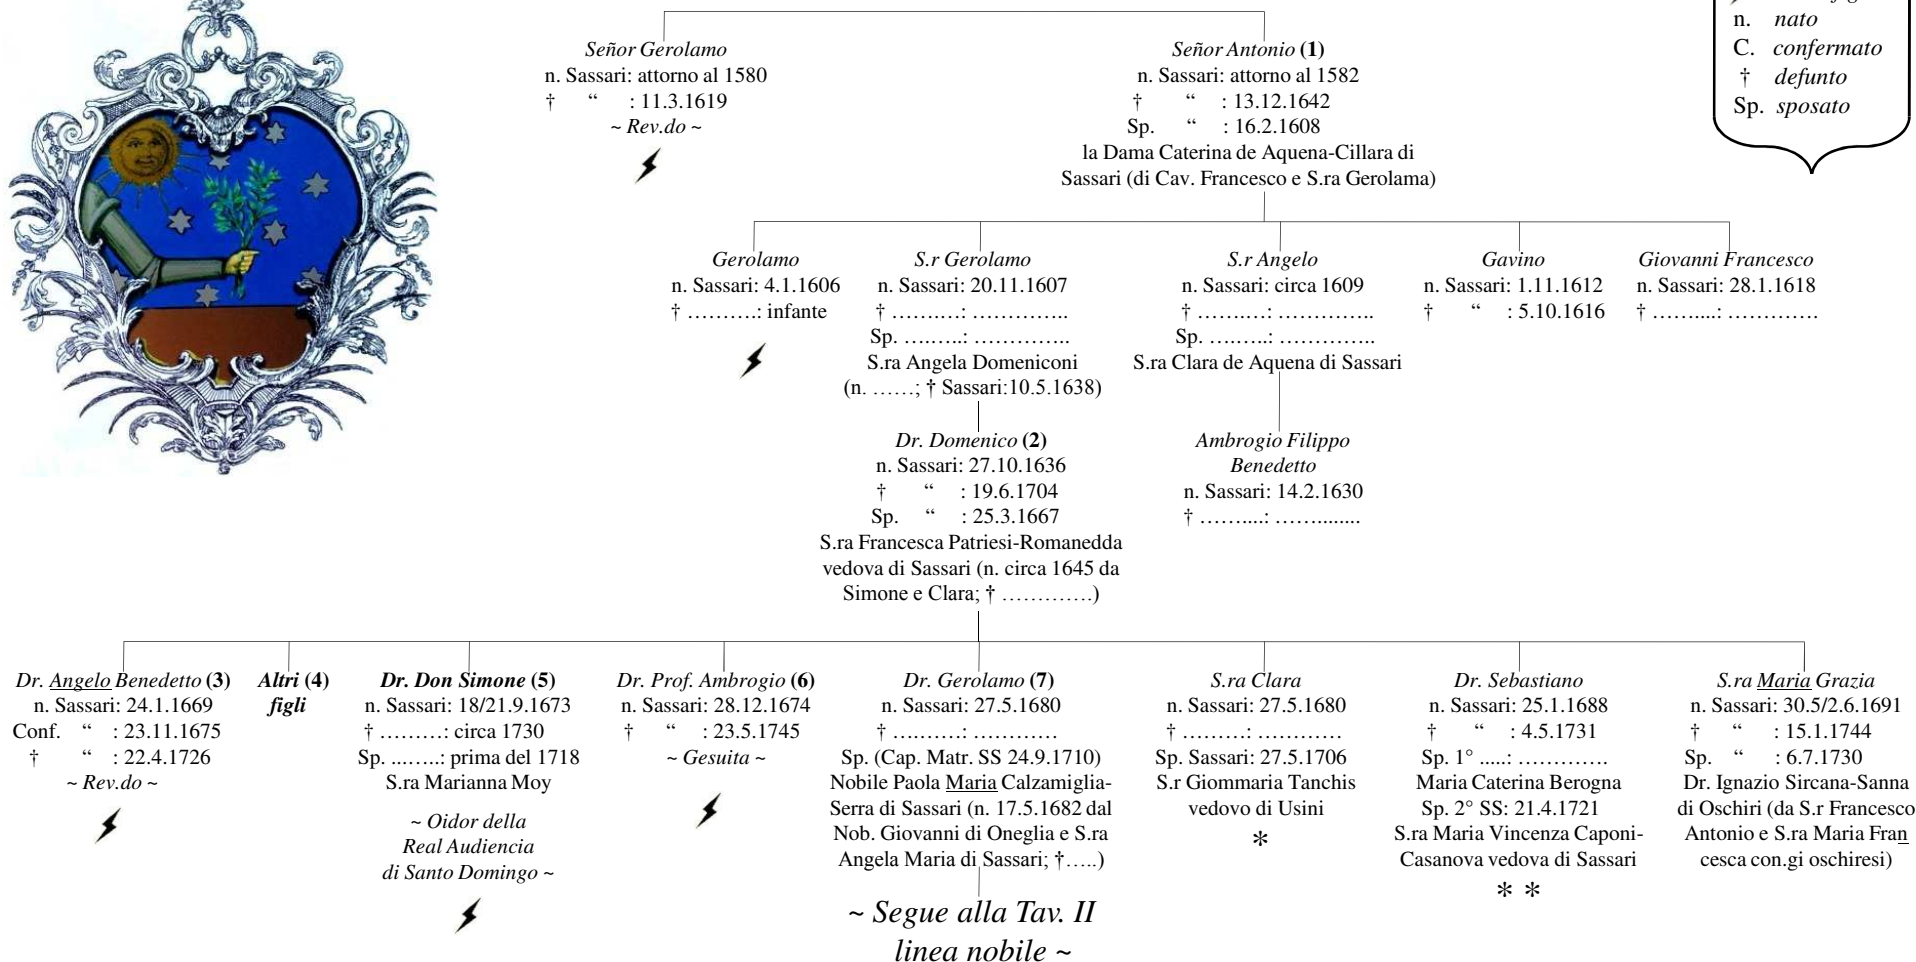 n. nato
C. confermato
† defunto
Sp. sposato
Señor Gerolamo
n. Sassari: attorno al 1580
† “ : 11.3.1619
~ Rev.do ~
Señor Antonio (1)
n. Sassari: attorno al 1582
† “ : 13.12.1642
Sp. “ : 16.2.1608
la Dama Caterina de Aquena-Cillara di
Sassari (di Cav. Francesco e S.ra Gerolama)
Gerolamo
n. Sassari: 4.1.1606
† ……….: infante
S.r Gerolamo
n. Sassari: 20.11.1607
† ……..…: …………..
Sp. …..…..: …………..
S.ra Angela Domeniconi
(n. ……; † Sassari:10.5.1638)
S.r Angelo
n. Sassari: circa 1609
† ……..…: …………..
Sp. …..…..: …………..
S.ra Clara de Aquena di Sassari
Gavino
n. Sassari: 1.11.1612
† “ : 5.10.1616
Giovanni Francesco
n. Sassari: 28.1.1618
† ……....: ………….
Dr. Domenico (2)
n. Sassari: 27.10.1636
† “ : 19.6.1704
Sp. “ : 25.3.1667
S.ra Francesca Patriesi-Romanedda
vedova di Sassari (n. circa 1645 da
Simone e Clara; † ………….)
Ambrogio Filippo
Benedetto
n. Sassari: 14.2.1630
† ……....: ……........
Dr. Angelo Benedetto (3)
n. Sassari: 24.1.1669
Conf. “ : 23.11.1675
† “ : 22.4.1726
~ Rev.do ~
Altri (4)
figli
Dr. Don Simone (5)
n. Sassari: 18/21.9.1673
† ………: circa 1730
Sp. ...…..: prima del 1718
S.ra Marianna Moy
~ Oidor della
Real Audiencia
di Santo Domingo ~
Dr. Prof. Ambrogio (6)
n. Sassari: 28.12.1674
† “ : 23.5.1745
~ Gesuita ~
Dr. Gerolamo (7)
n. Sassari: 27.5.1680
† ….……: …………
Sp. (Cap. Matr. SS 24.9.1710)
Nobile Paola Maria Calzamiglia-
Serra di Sassari (n. 17.5.1682 dal
Nob. Giovanni di Oneglia e S.ra
Angela Maria di Sassari; †…..)
~ Segue alla Tav. II
linea nobile ~
S.ra Clara
n. Sassari: 27.5.1680
† ………: …………
Sp. Sassari: 27.5.1706
S.r Giommaria Tanchis
vedovo di Usini
*
Dr. Sebastiano
n. Sassari: 25.1.1688
† “ : 4.5.1731
Sp. 1° .....: ………….
Maria Caterina Berogna
Sp. 2° SS: 21.4.1721
S.ra Maria Vincenza Caponi-
Casanova vedova di Sassari
* *
S.ra Maria Grazia
n. Sassari: 30.5/2.6.1691
† “ : 15.1.1744
Sp. “ : 6.7.1730
Dr. Ignazio Sircana-Sanna
di Oschiri (da S.r Francesco
Antonio e S.ra Maria Fran
cesca con.gi oschiresi)